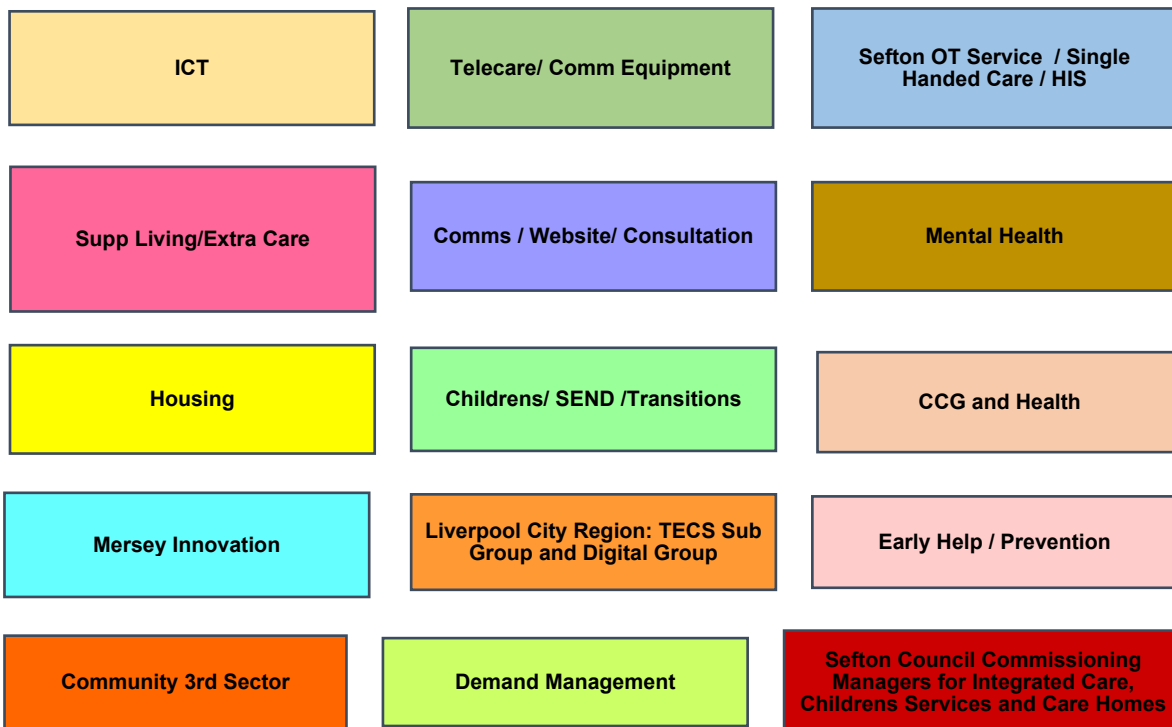 ICT
Telecare/ Comm Equipment
Sefton OT Service / Single
Handed Care / HIS
Supp Living/Extra Care
Comms / Website/ Consultation
Mental Health
Housing
Childrens/ SEND /Transitions
CCG and Health
Mersey Innovation
Liverpool City Region: TECS Sub
Group and Digital Group
Early Help / Prevention
Community 3rd Sector
Demand Management
Sefton Council Commissioning
Managers for Integrated Care,
Childrens Services and Care Homes